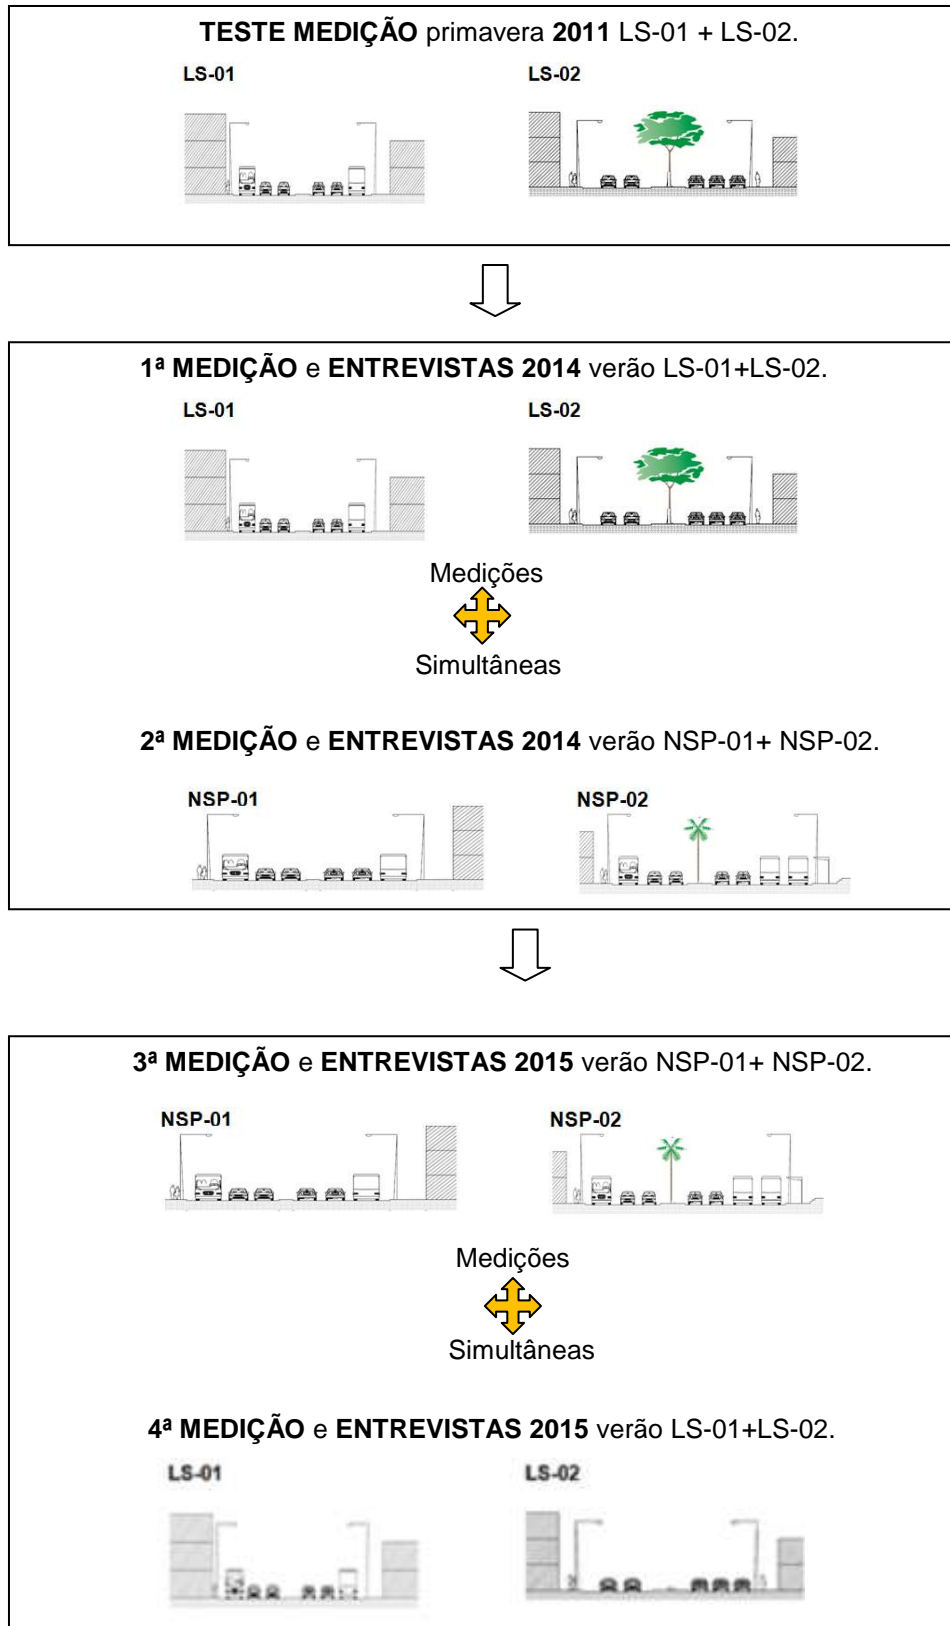 TESTE MEDIÇÃO primavera 2011 LS-01 + LS-02.
LS-01 LS-02
1ª MEDIÇÃO e ENTREVISTAS 2014 verão LS-01+LS-02.
LS-01 LS-02
Medições
Simultâneas
2ª MEDIÇÃO e ENTREVISTAS 2014 verão NSP-01+ NSP-02.
NSP-01 NSP-02
3ª MEDIÇÃO e ENTREVISTAS 2015 verão NSP-01+ NSP-02.
NSP-01 NSP-02
Medições
Simultâneas
4ª MEDIÇÃO e ENTREVISTAS 2015 verão LS-01+LS-02.
LS-01 LS-02